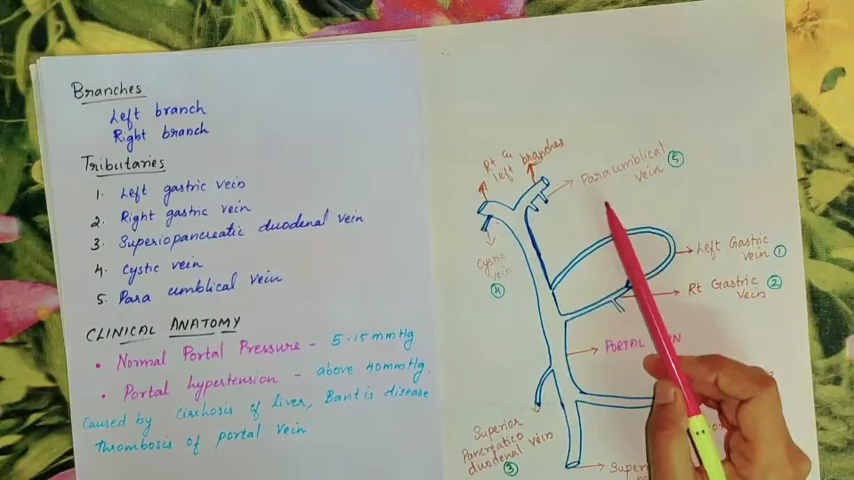 Branches
Left branch
Right branch
Tributaries
1. Left gastric vein
2. Right gastric vein
3. Superiopancreatic duodenal vein
4. Cystic vein
5. Para umblical vein
CLINICAL ANATOMY
• Normal Portal Pressure - 5-15 mmHg
• Portal hypertension - above 40mmHg.
Caused by cirrhosis of liver, Bantis disease
Thrombosis of portal vein
Rt & left branches
Paraumblical vein 5
Cystic vein
4
Left Gastric vein 1
Rt Gastric vein 2
PORTAL
Superior
Pancreatico
duodenal vein
3